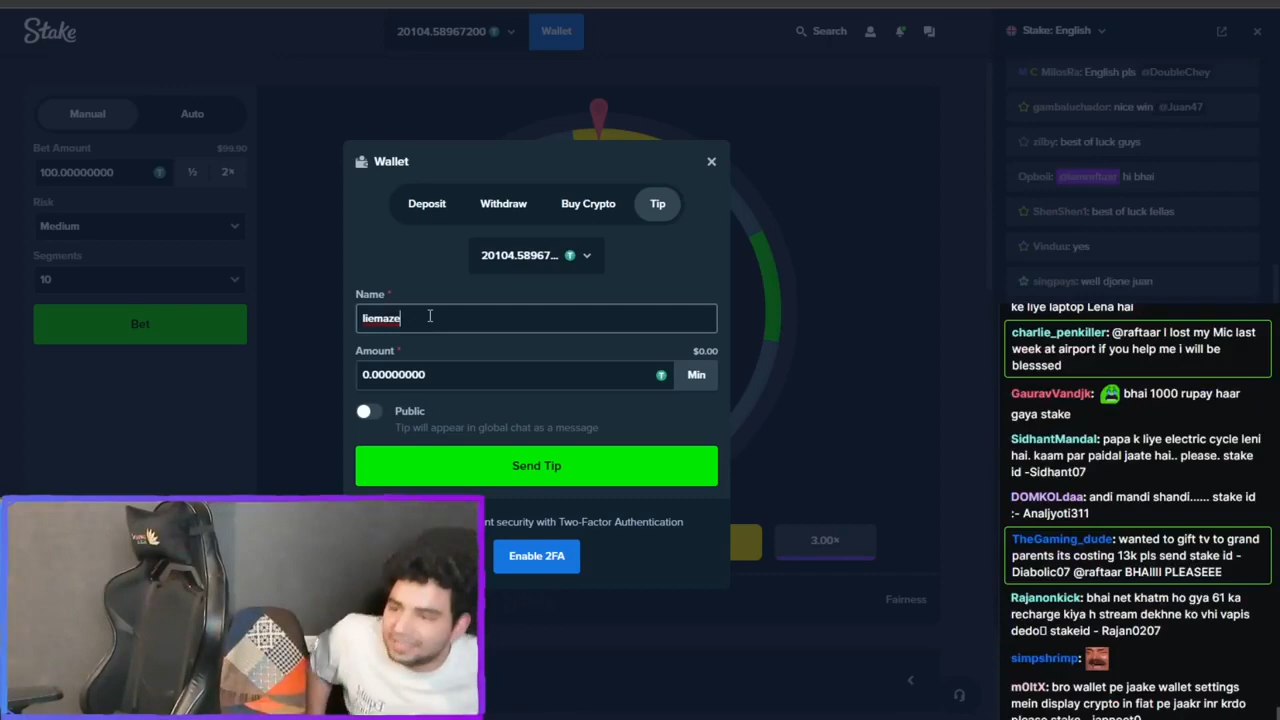 Stake
20104.58967200
Wallet
Search
Stake: English
Manual
Auto
Bet Amount
$99.90
100.00000000
½
2×
Risk
Medium
Segments
10
Bet
Wallet
Deposit
Withdraw
Buy Crypto
Tip
20104.58967...
Name *
liemaze
Amount *
$0.00
0.00000000
Min
Public
Tip will appear in global chat as a message
Send Tip
nt security with Two-Factor Authentication
Enable 2FA
3.00×
Fairness
MilosRa: English pls @DoubleChey
gambaluchador: nice win @Juan47
zilby: best of luck guys
Opboii: @iamraftaar hi bhai
ShenShen1: best of luck fellas
Vinduu: yes
singpays: well djone juan
ke liye laptop Lena hai
charlie_penkiller: @raftaar I lost my Mic last
week at airport if you help me i will be
blesssed
GauravVandjk: bhai 1000 rupay haar
gaya stake
SidhantMandal: papa k liye electric cycle leni
hai. kaam par paidal jaate hai.. please. stake
id -Sidhant07
DOMKOLdaa: andi mandi shandi...... stake id
:- Analjyoti311
TheGaming_dude: wanted to gift tv to grand
parents its costing 13k pls send stake id -
Diabolic07 @raftaar BHAIIII PLEASEEE
Rajanonkick: bhai net khatm ho gya 61 ka
recharge kiya h stream dekhne ko vhi vapis
dedo stakeid - Rajan0207
simpshrimp:
m0ltX: bro wallet pe jaake wallet settings
mein display crypto in fiat pe jaakr inr krdo
please stake